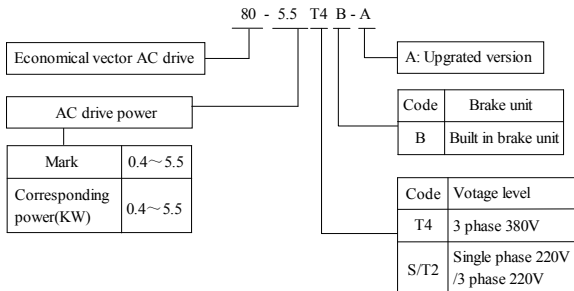 80 - 5.5 T4 B - A
Economical vector AC drive
A: Upgrated version
AC drive power
Code Brake unit
B Built in brake unit
Mark 0.4～5.5
Corresponding
power(KW) 0.4～5.5
Code Votage level
T4 3 phase 380V
S/T2 Single phase 220V
/3 phase 220V